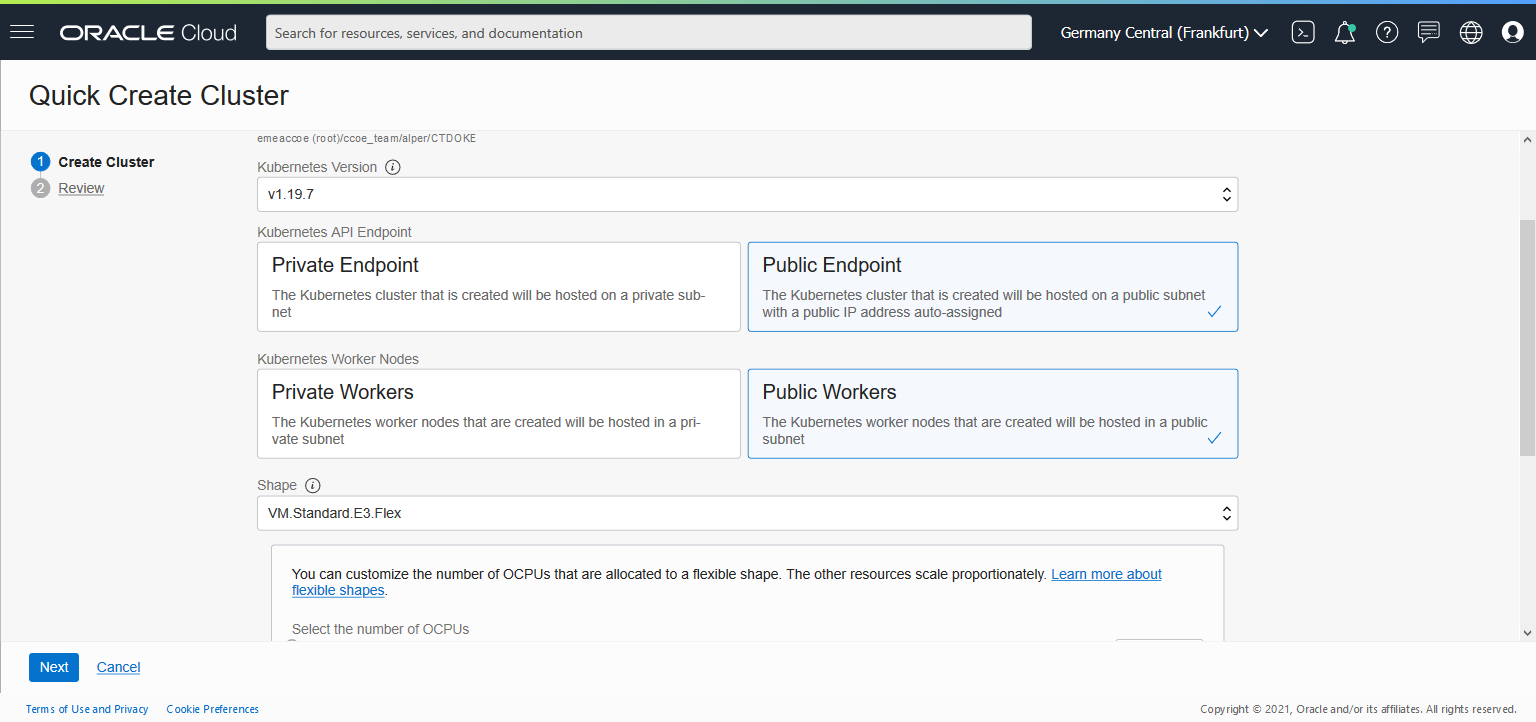 ORACLE Cloud
Search for resources, services, and documentation
Germany Central (Frankfurt)
Quick Create Cluster
1 Create Cluster
2 Review
emeaccoe (root)/ccoe_team/alper/CTDOKE
Kubernetes Version
v1.19.7
Kubernetes API Endpoint
Private Endpoint
The Kubernetes cluster that is created will be hosted on a private sub-
net
Public Endpoint
The Kubernetes cluster that is created will be hosted on a public subnet
with a public IP address auto-assigned
Kubernetes Worker Nodes
Private Workers
The Kubernetes worker nodes that are created will be hosted in a pri-
vate subnet
Public Workers
The Kubernetes worker nodes that are created will be hosted in a public
subnet
Shape
VM.Standard.E3.Flex
You can customize the number of OCPUs that are allocated to a flexible shape. The other resources scale proportionately. Learn more about
flexible shapes.
Select the number of OCPUs
Next
Cancel
Terms of Use and Privacy
Cookie Preferences
Copyright © 2021, Oracle and/or its affiliates. All rights reserved.